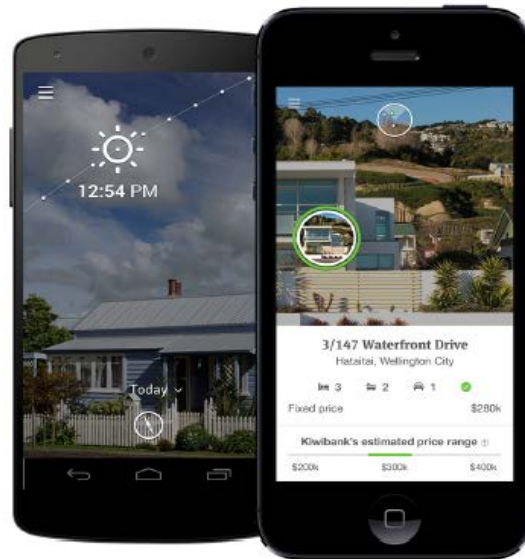 12:54 PM
Today
3/147 Waterfront Drive
Hataitai, Wellington City
3 2 1
Fixed price $280k
Kiwibank's estimated price range
$200k $300k $400k